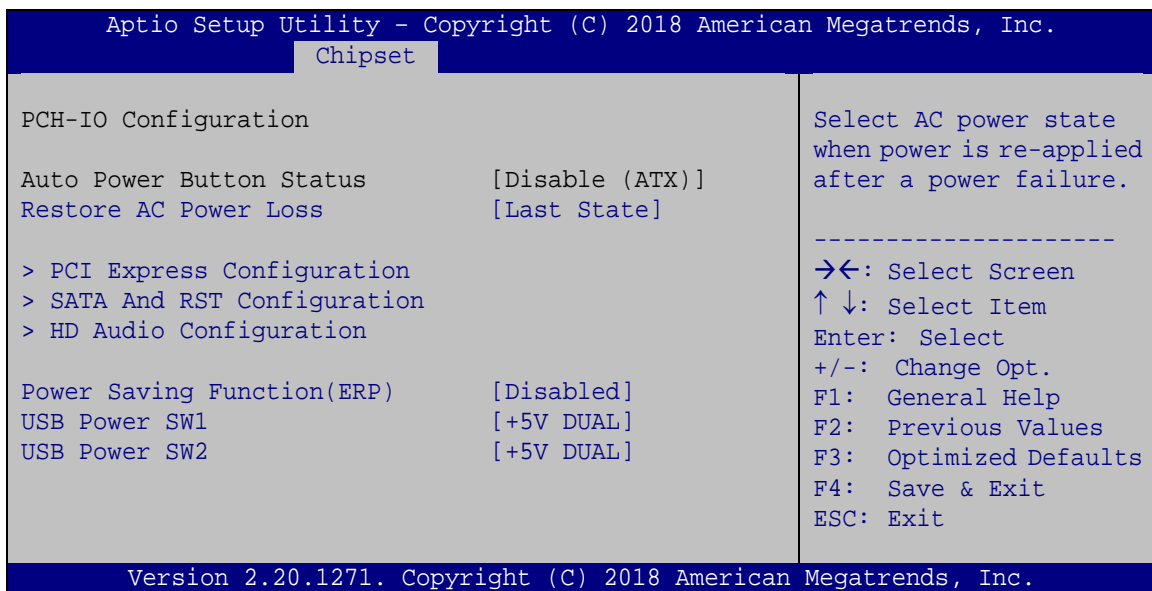 Aptio Setup Utility – Copyright (C) 2018 American Megatrends, Inc.
Chipset
PCH-IO Configuration
Auto Power Button Status [Disable (ATX)]
Restore AC Power Loss [Last State]
> PCI Express Configuration
> SATA And RST Configuration
> HD Audio Configuration
Power Saving Function(ERP) [Disabled]
USB Power SW1 [+5V DUAL]
USB Power SW2 [+5V DUAL]
Select AC power state
when power is re-applied
after a power failure.
---------------------
→←: Select Screen
↑ ↓: Select Item
Enter: Select
+/-: Change Opt.
F1: General Help
F2: Previous Values
F3: Optimized Defaults
F4: Save & Exit
ESC: Exit
Version 2.20.1271. Copyright (C) 2018 American Megatrends, Inc.